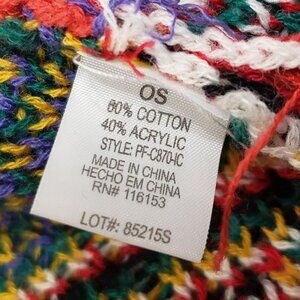 OS
60% COTTON
40% ACRYLIC
STYLE: PF-C870-IC
MADE IN CHINA
HECHO EM CHINA
RN# 116153
LOT#: 85215S